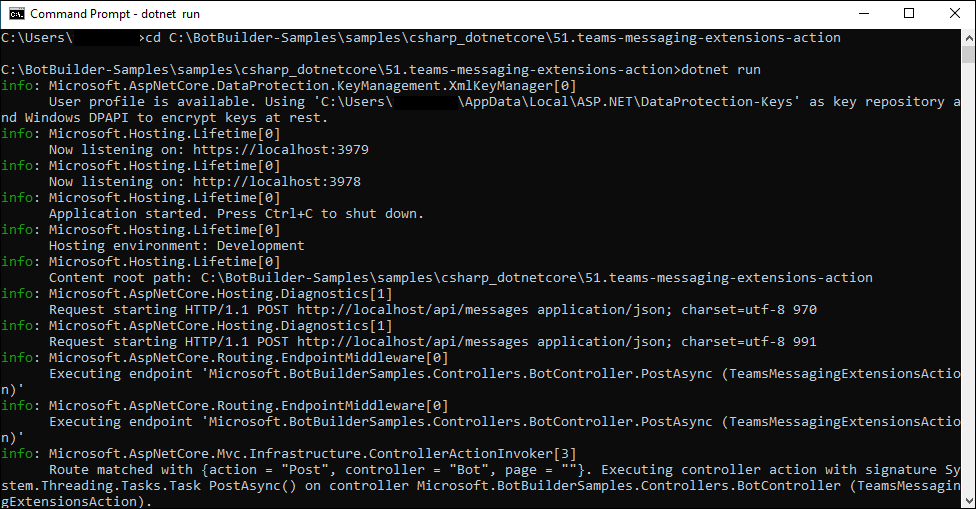 Command Prompt - dotnet run
C:\Users\ >cd C:\BotBuilder-Samples\samples\csharp_dotnetcore\51.teams-messaging-extensions-action
C:\BotBuilder-Samples\samples\csharp_dotnetcore\51.teams-messaging-extensions-action>dotnet run
info: Microsoft.AspNetCore.DataProtection.KeyManagement.XmlKeyManager[0]
User profile is available. Using 'C:\Users\ \AppData\Local\ASP.NET\DataProtection-Keys' as key repository a
nd Windows DPAPI to encrypt keys at rest.
info: Microsoft.Hosting.Lifetime[0]
Now listening on: https://localhost:3979
info: Microsoft.Hosting.Lifetime[0]
Now listening on: http://localhost:3978
info: Microsoft.Hosting.Lifetime[0]
Application started. Press Ctrl+C to shut down.
info: Microsoft.Hosting.Lifetime[0]
Hosting environment: Development
info: Microsoft.Hosting.Lifetime[0]
Content root path: C:\BotBuilder-Samples\samples\csharp_dotnetcore\51.teams-messaging-extensions-action
info: Microsoft.AspNetCore.Hosting.Diagnostics[1]
Request starting HTTP/1.1 POST http://localhost/api/messages application/json; charset=utf-8 970
info: Microsoft.AspNetCore.Hosting.Diagnostics[1]
Request starting HTTP/1.1 POST http://localhost/api/messages application/json; charset=utf-8 991
info: Microsoft.AspNetCore.Routing.EndpointMiddleware[0]
Executing endpoint 'Microsoft.BotBuilderSamples.Controllers.BotController.PostAsync (TeamsMessagingExtensionsActio
n)'
info: Microsoft.AspNetCore.Routing.EndpointMiddleware[0]
Executing endpoint 'Microsoft.BotBuilderSamples.Controllers.BotController.PostAsync (TeamsMessagingExtensionsActio
n)'
info: Microsoft.AspNetCore.Mvc.Infrastructure.ControllerActionInvoker[3]
Route matched with {action = "Post", controller = "Bot", page = ""}. Executing controller action with signature Sy
stem.Threading.Tasks.Task PostAsync() on controller Microsoft.BotBuilderSamples.Controllers.BotController (TeamsMessagin
gExtensionsAction).